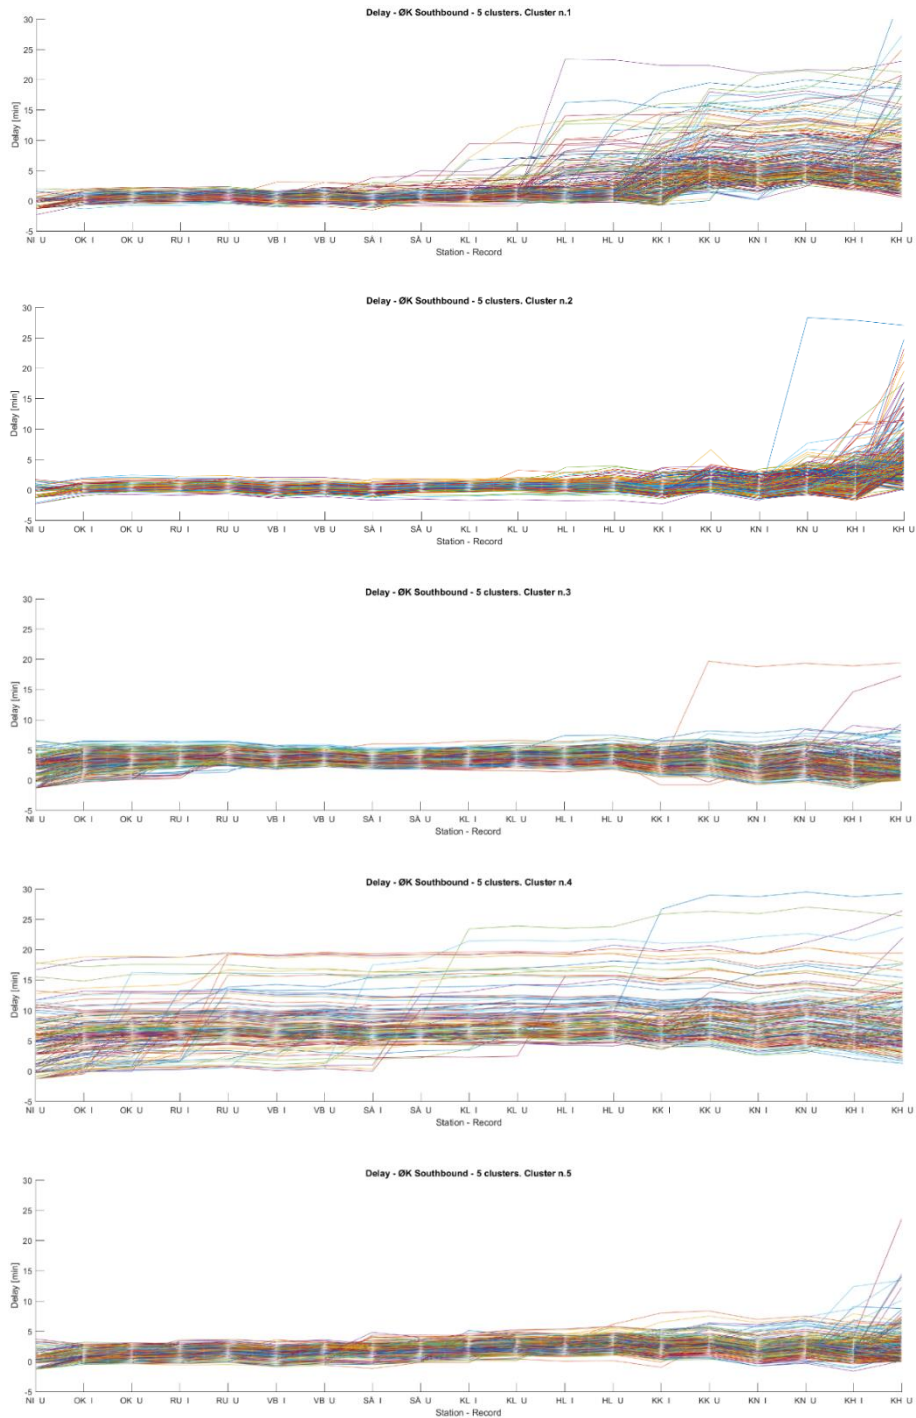 Delay - ØK Southbound - 5 clusters. Cluster n.1
30
25
20
15
10
5
0
-5
Delay [min]
NI U OK I OK U RU I RU U VB I VB U SÅ I SÅ U KL I KL U HL I HL U KK I KK U KN I KN U KH I KH U
Station - Record
Delay - ØK Southbound - 5 clusters. Cluster n.2
30
25
20
15
10
5
0
-5
Delay [min]
NI U OK I OK U RU I RU U VB I VB U SÅ I SÅ U KL I KL U HL I HL U KK I KK U KN I KN U KH I KH U
Station - Record
Delay - ØK Southbound - 5 clusters. Cluster n.3
30
25
20
15
10
5
0
-5
Delay [min]
NI U OK I OK U RU I RU U VB I VB U SÅ I SÅ U KL I KL U HL I HL U KK I KK U KN I KN U KH I KH U
Station - Record
Delay - ØK Southbound - 5 clusters. Cluster n.4
30
25
20
15
10
5
0
-5
Delay [min]
NI U OK I OK U RU I RU U VB I VB U SÅ I SÅ U KL I KL U HL I HL U KK I KK U KN I KN U KH I KH U
Station - Record
Delay - ØK Southbound - 5 clusters. Cluster n.5
30
25
20
15
10
5
0
-5
Delay [min]
NI U OK I OK U RU I RU U VB I VB U SÅ I SÅ U KL I KL U HL I HL U KK I KK U KN I KN U KH I KH U
Station - Record